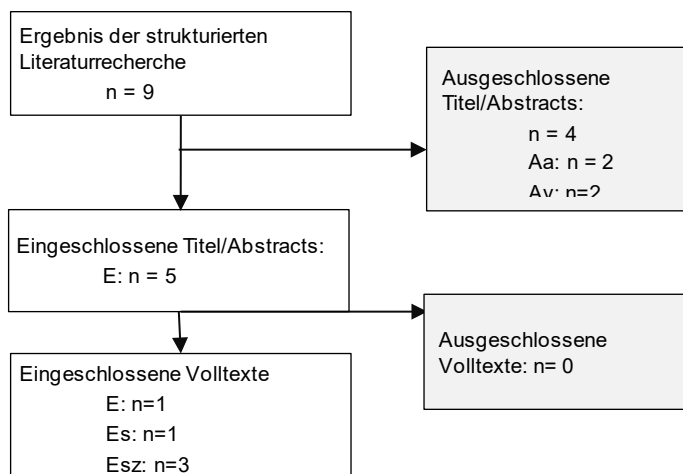 Ergebnis der strukturierten
Literaturrecherche
n = 9
Ausgeschlossene
Titel/Abstracts:
n = 4
Aa: n = 2
Av: n=2
Eingeschlossene Titel/Abstracts:
E: n = 5
Ausgeschlossene
Volltexte: n= 0
Eingeschlossene Volltexte
E: n=1
Es: n=1
Esz: n=3